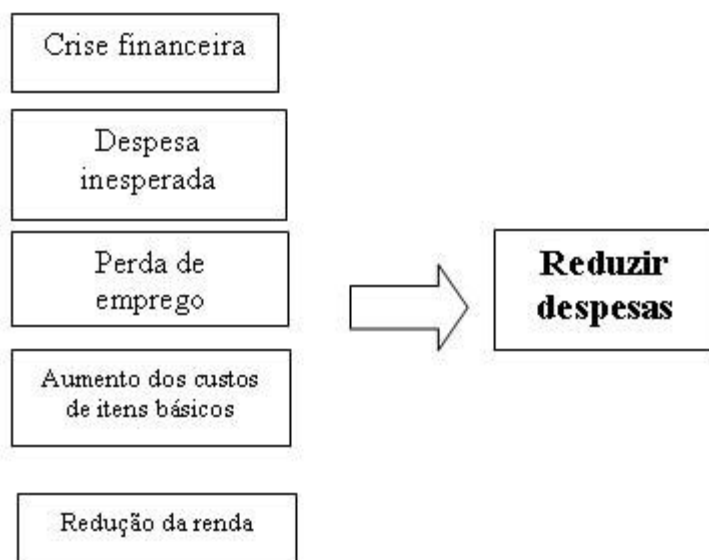 Crise financeira
Despesa
inesperada
Perda de
emprego
Aumento dos custos
de itens básicos
Redução da renda
Reduzir
despesas